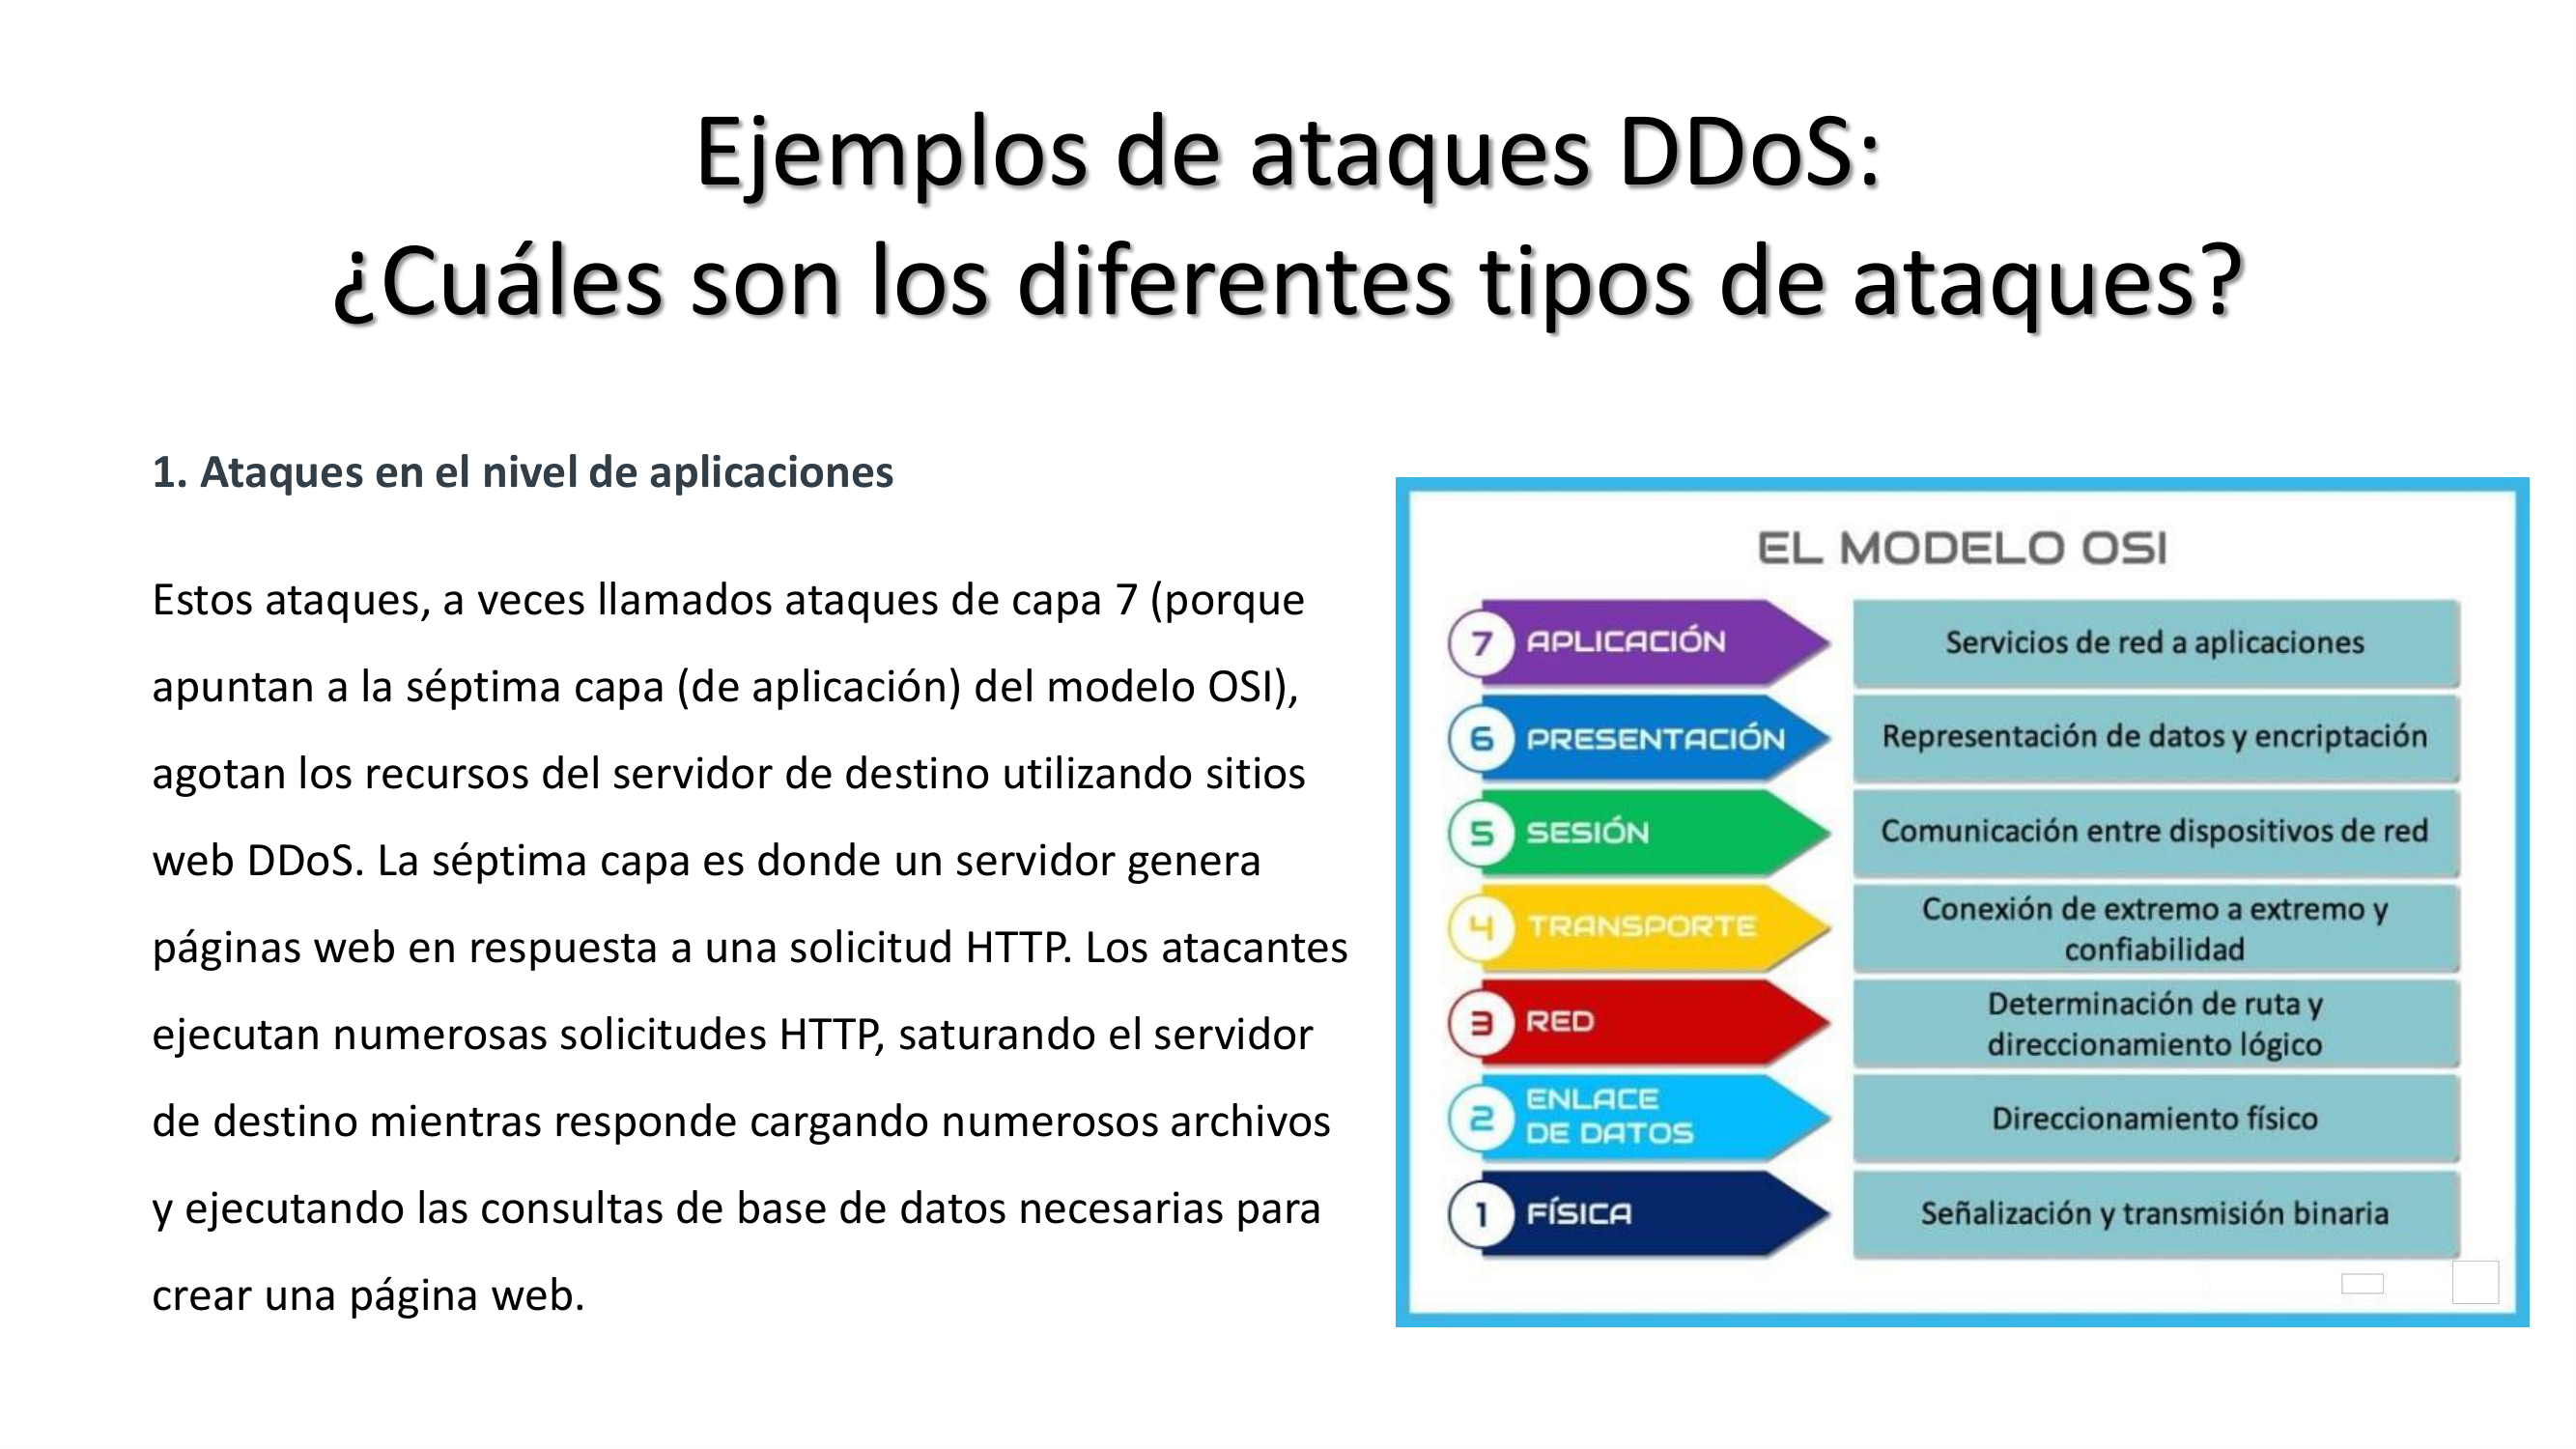 Ejemplos de ataques DDoS:
¿Cuáles son los diferentes tipos de ataques?
1. Ataques en el nivel de aplicaciones
Estos ataques, a veces llamados ataques de capa 7 (porque
apuntan a la séptima capa (de aplicación) del modelo OSI),
agotan los recursos del servidor de destino utilizando sitios
web DDoS. La séptima capa es donde un servidor genera
páginas web en respuesta a una solicitud HTTP. Los atacantes
ejecutan numerosas solicitudes HTTP, saturando el servidor
de destino mientras responde cargando numerosos archivos
y ejecutando las consultas de base de datos necesarias para
crear una página web.
EL MODELO OSI
7 APLICACIÓN Servicios de red a aplicaciones
6 PRESENTACIÓN Representación de datos y encriptación
5 SESIÓN Comunicación entre dispositivos de red
4 TRANSPORTE Conexión de extremo a extremo y
confiabilidad
3 RED Determinación de ruta y
direccionamiento lógico
2 ENLACE
DE DATOS Direccionamiento físico
1 FÍSICA Señalización y transmisión binaria